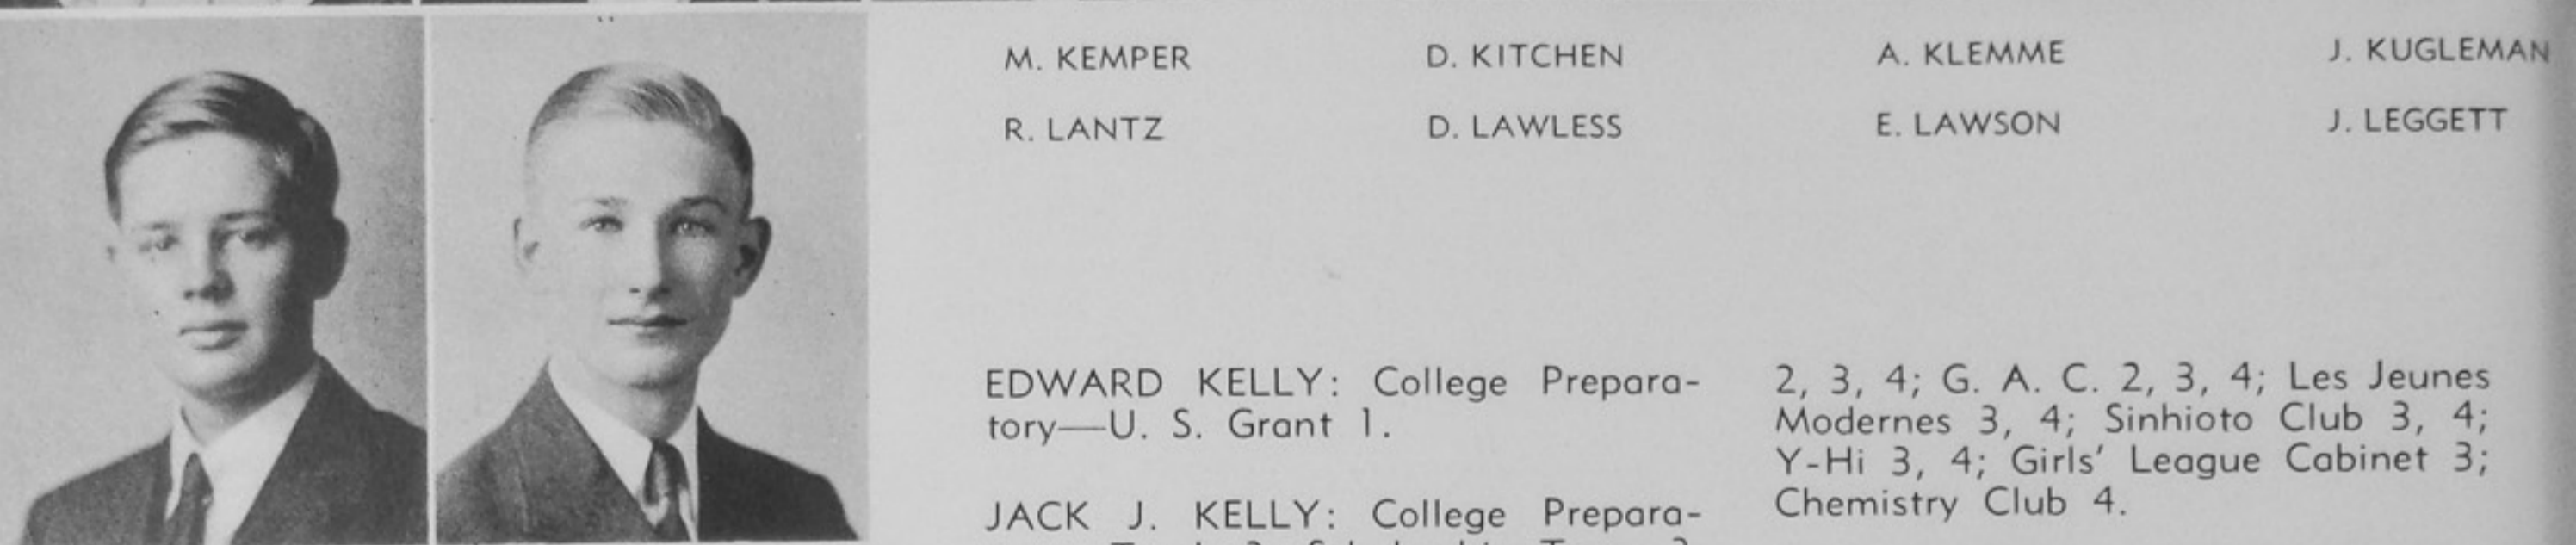 M. KEMPER D. KITCHEN A. KLEMME J. KUGLEMAN
R. LANTZ D. LAWLESS E. LAWSON J. LEGGETT
EDWARD KELLY: College Prepara-
tory—U. S. Grant 1.
JACK J. KELLY: College Prepara-
2, 3, 4; G. A. C. 2, 3, 4; Les Jeunes
Modernes 3, 4; Sinhioto Club 3, 4;
Y-Hi 3, 4; Girls' League Cabinet 3;
Chemistry Club 4.